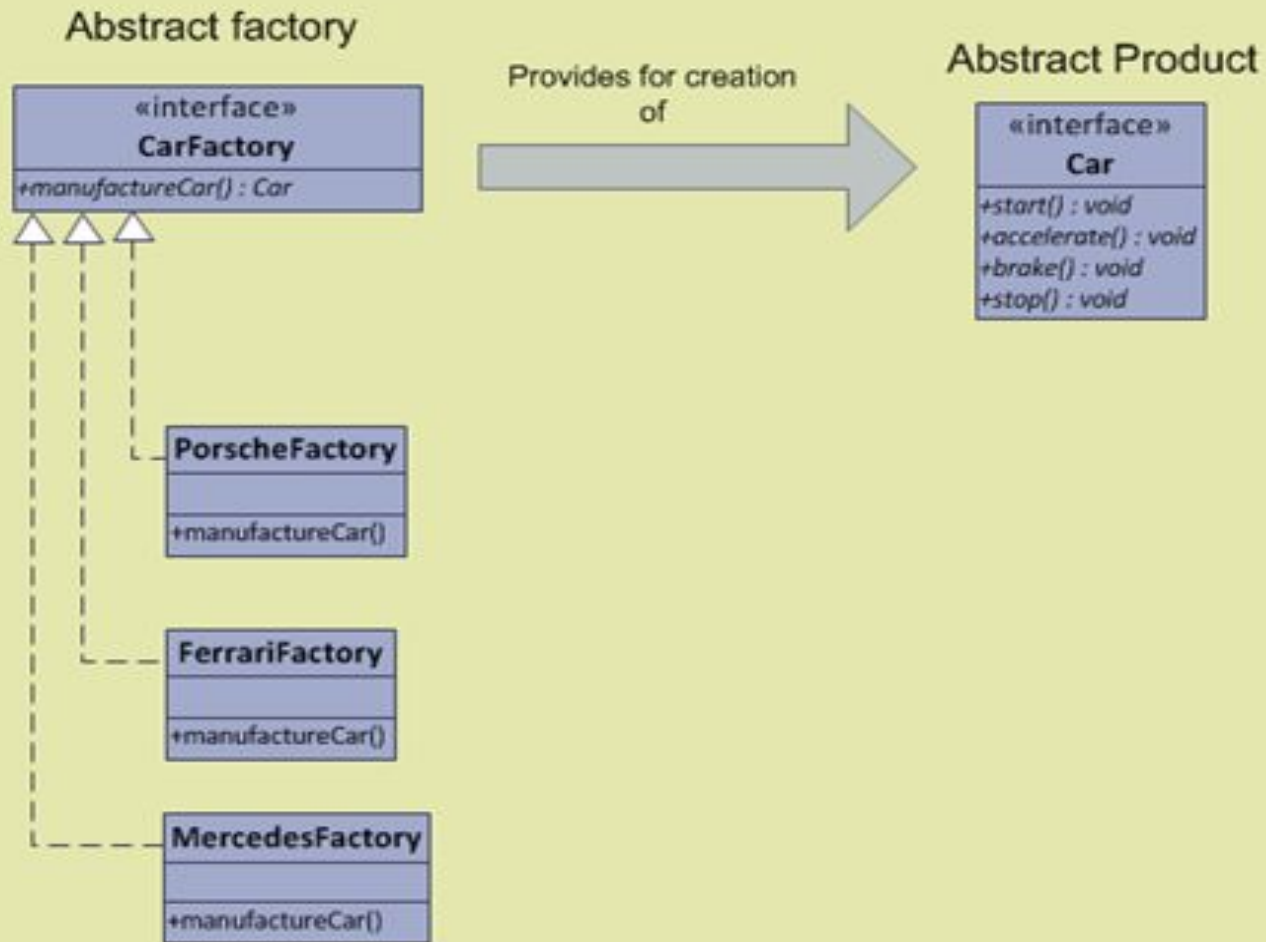 Abstract factory
«interface»
CarFactory
+manufactureCar() : Car
Provides for creation
of
Abstract Product
«interface»
Car
+start() : void
+accelerate() : void
+brake() : void
+stop() : void
PorscheFactory
+manufactureCar()
FerrariFactory
+manufactureCar()
MercedesFactory
+manufactureCar()